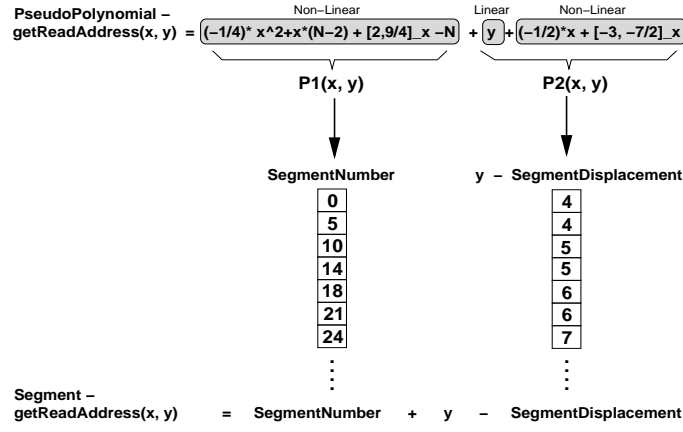 Non-Linear Linear Non-Linear
PseudoPolynomial −
getReadAddress(x, y) = (−1/4)* x^2+x*(N−2) + [2,9/4]_x −N + y +(−1/2)*x + [−3, −7/2]_x
P1(x, y) P2(x, y)
SegmentNumber y − SegmentDisplacement
0 4
5 4
10 5
14 5
18 6
21 6
24 7
Segment −
getReadAddress(x, y) = SegmentNumber + y − SegmentDisplacement